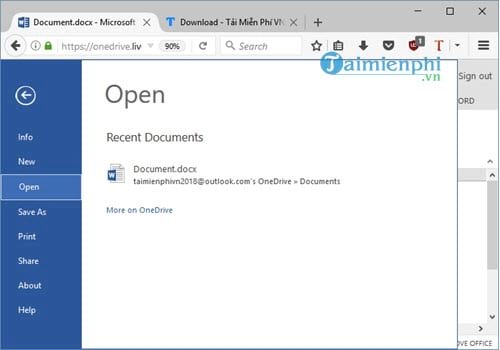 Document.docx - Microsoft
Download - Tải Miễn Phí VN
https://onedrive.liv
90%
1
Taimienphi
.vn
Sign out
ORD
Open
Info
New
Open
Save As
Print
Share
About
Help
Recent Documents
Document.docx
taimienphivn2018@outlook.com's OneDrive » Documents
More on OneDrive
OVE OFFICE